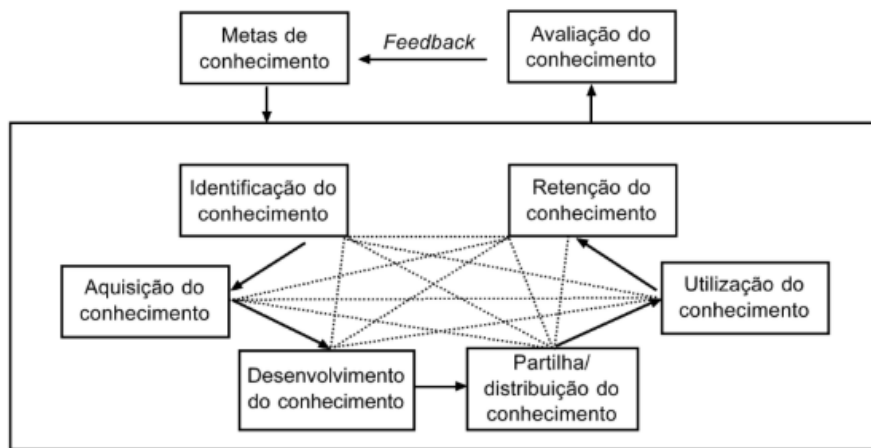 Metas de
conhecimento
Feedback
Avaliação do
conhecimento
Identificação do
conhecimento
Retenção do
conhecimento
Aquisição do
conhecimento
Utilização do
conhecimento
Desenvolvimento
do conhecimento
Partilha/
distribuição do
conhecimento